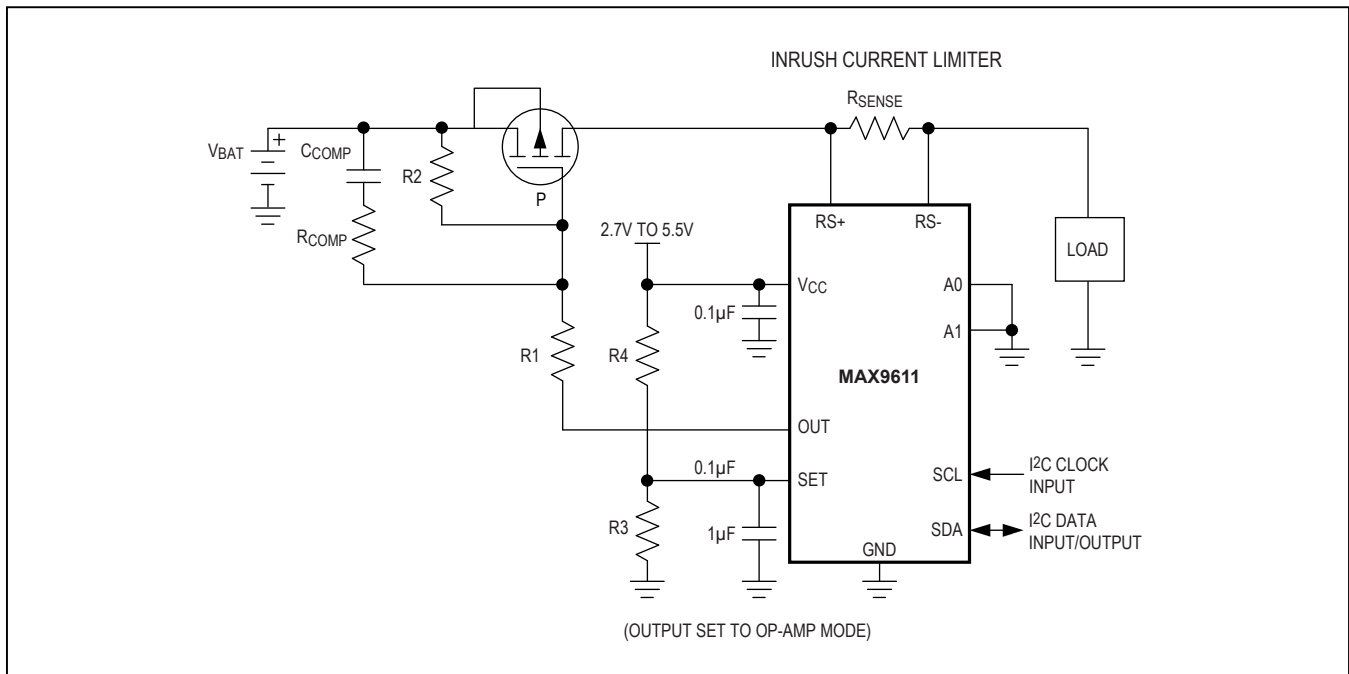 INRUSH CURRENT LIMITER
RSENSE
VBAT
+
CCOMP
R2
P
RCOMP
2.7V TO 5.5V
RS+
RS-
LOAD
VCC
A0
0.1µF
A1
R1
R4
MAX9611
OUT
0.1µF
SET
SCL
I2C CLOCK
INPUT
R3
1µF
SDA
I2C DATA
INPUT/OUTPUT
GND
(OUTPUT SET TO OP-AMP MODE)